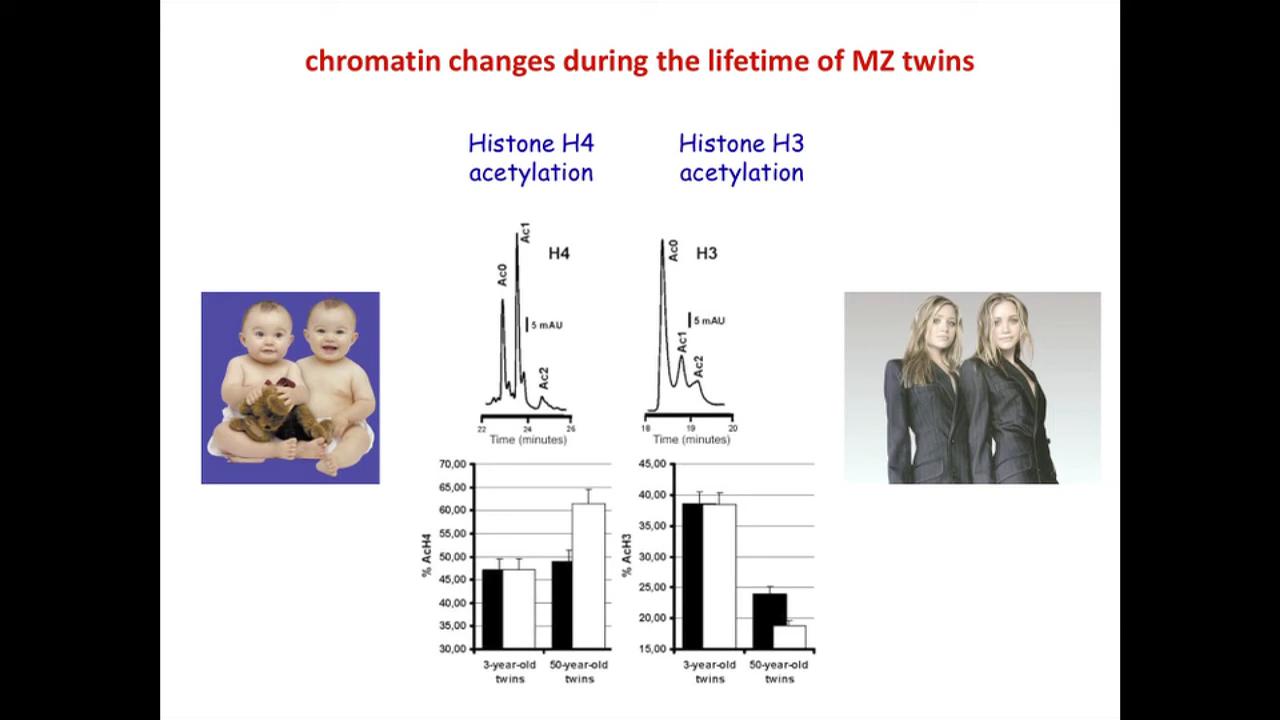 chromatin changes during the lifetime of MZ twins
Histone H4
acetylation
Histone H3
acetylation
Ac0
Ac1
H4
5 mAU
Ac2
22 24 26
Time (minutes)
Ac0
H3
5 mAU
Ac1
Ac2
18 19 20
Time (minutes)
% AcH4
70,00
65,00
60,00
55,00
50,00
45,00
40,00
35,00
30,00
3-year-old
twins
50-year-old
twins
% AcH3
45,00
40,00
35,00
30,00
25,00
20,00
15,00
3-year-old
twins
50-year-old
twins